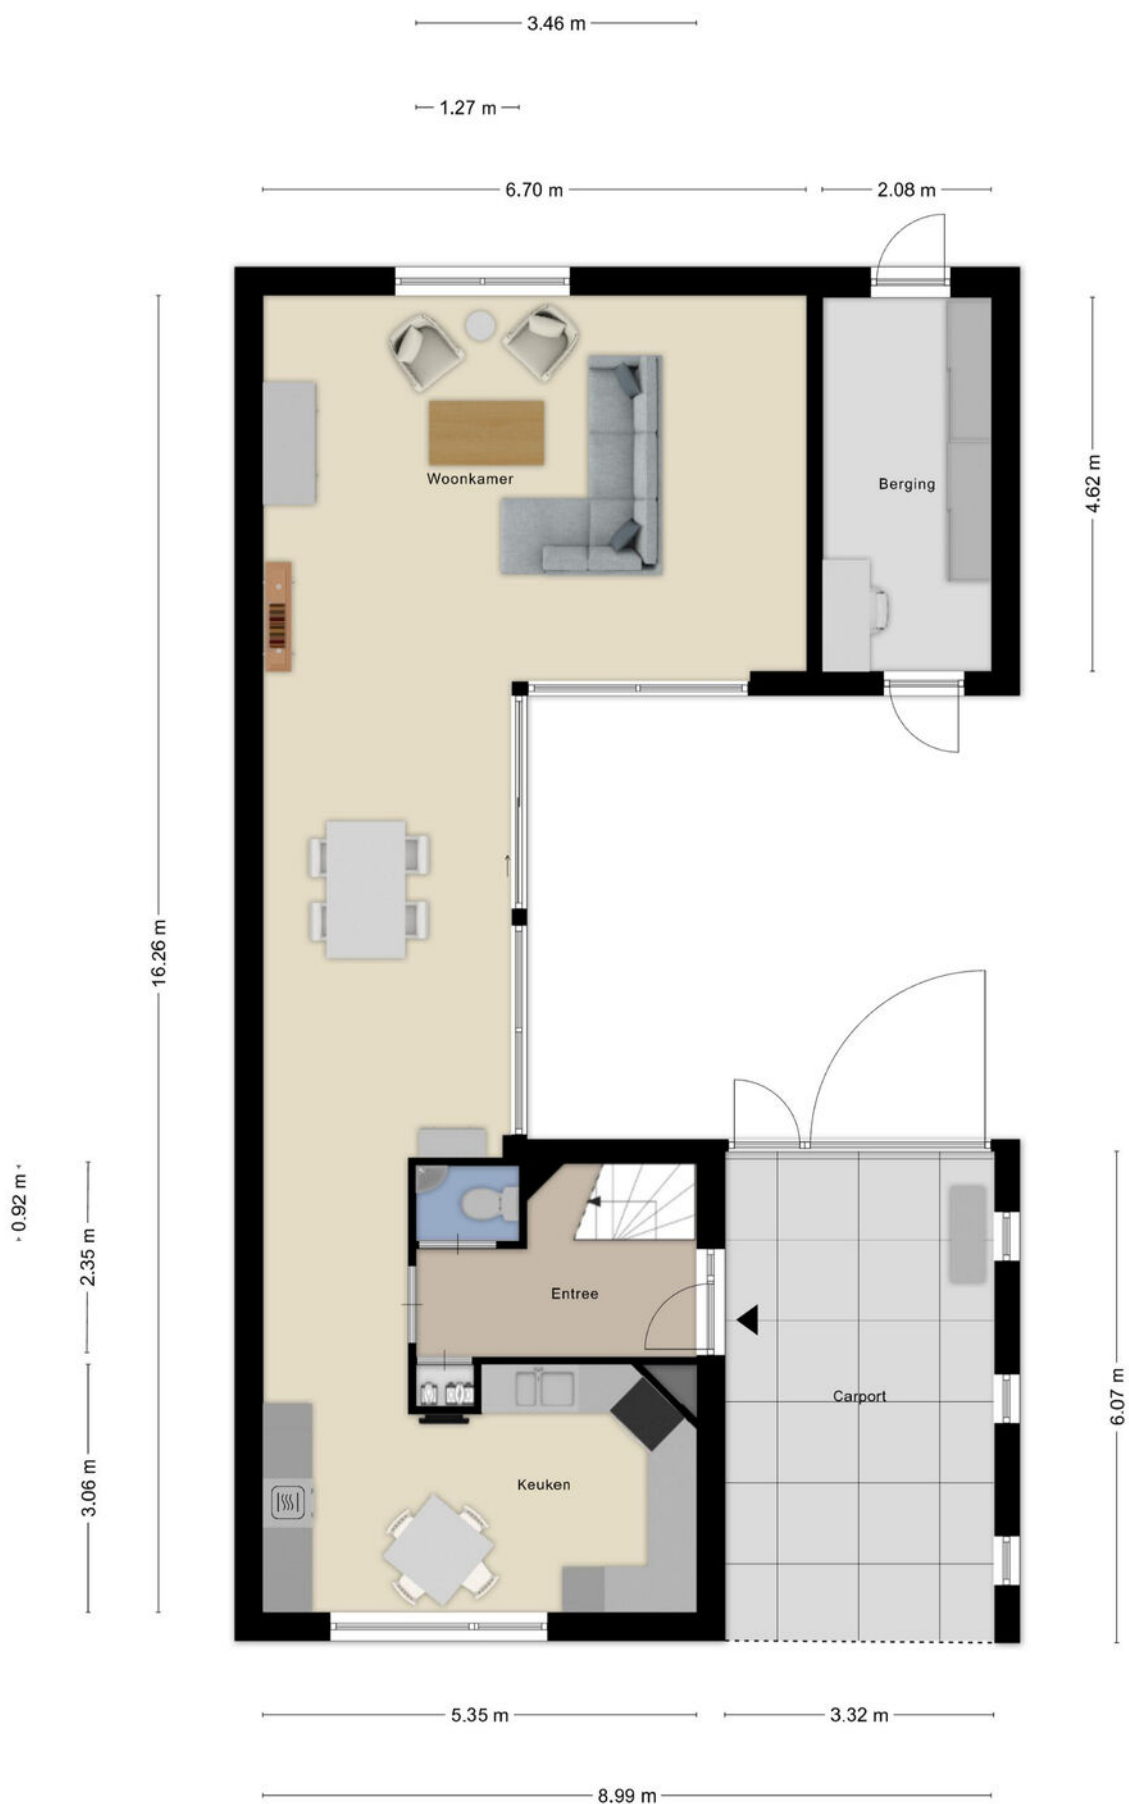 3.46 m
1.27 m
6.70 m
2.08 m
Woonkamer
Berging
4.62 m
16.26 m
0.92 m
2.35 m
Entree
Carport
6.07 m
3.06 m
Keuken
5.35 m
3.32 m
8.99 m